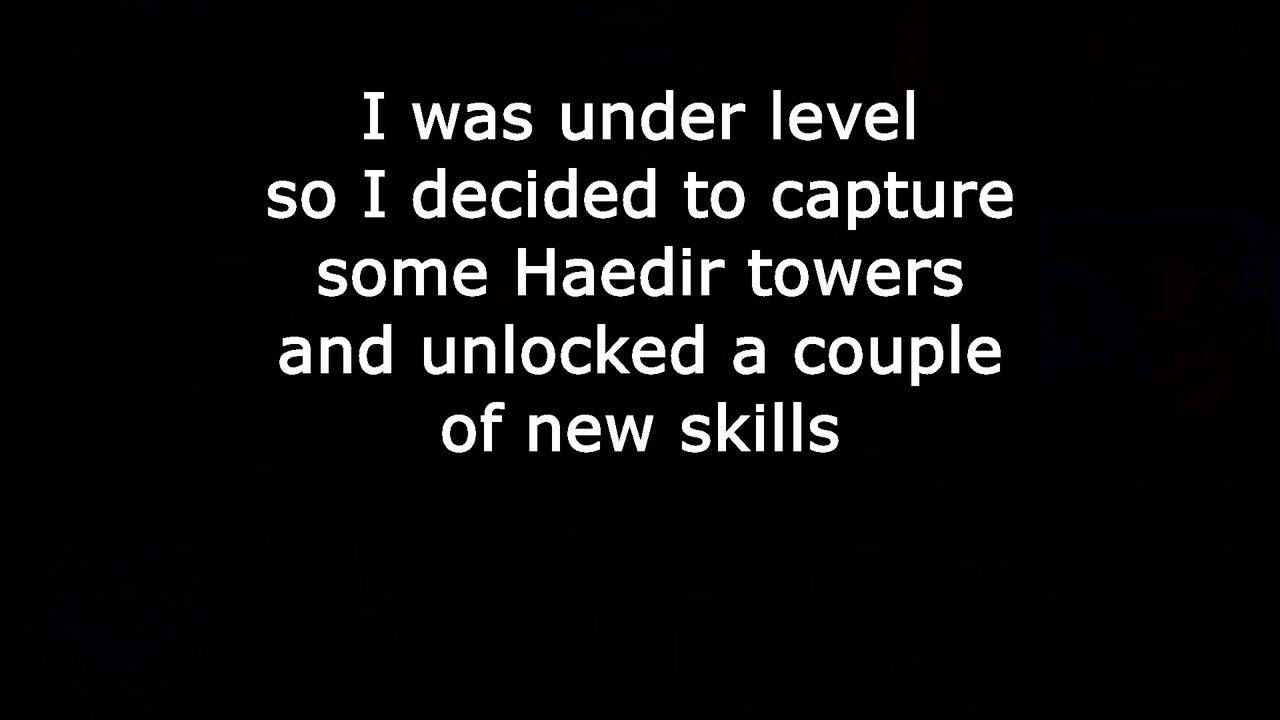 I was under level
so I decided to capture
some Haedir towers
and unlocked a couple
of new skills